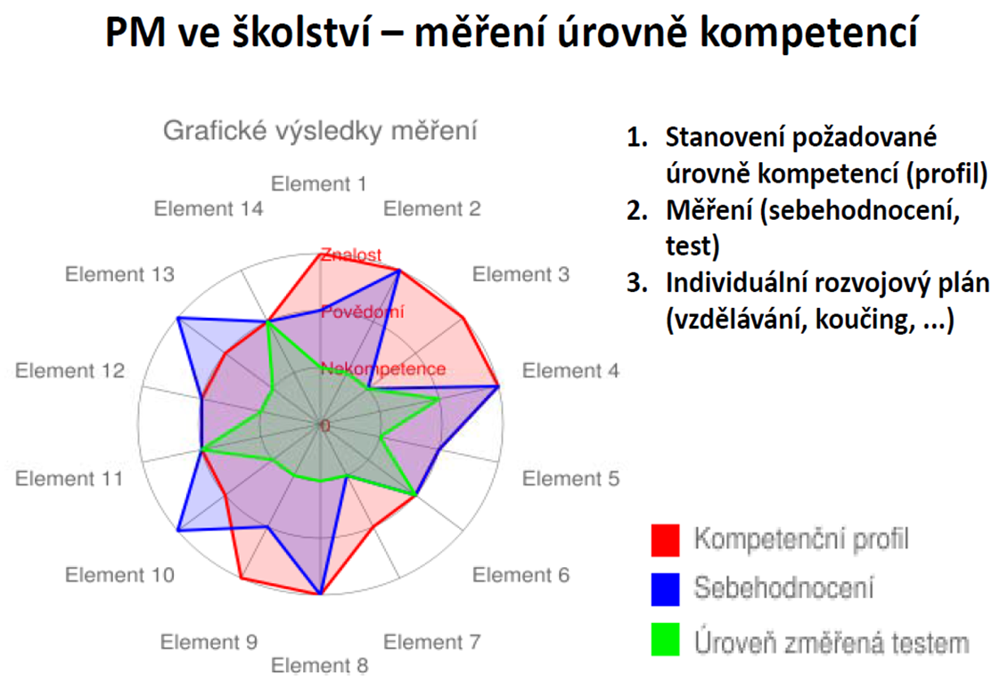 PM ve školství – měření úrovně kompetencí
Grafické výsledky měření
Element 1
Element 2
Element 3
Element 4
Element 5
Element 6
Element 7
Element 8
Element 9
Element 10
Element 11
Element 12
Element 13
Element 14
Znalost
Povědomí
Nekompetence
0
1. Stanovení požadované
úrovně kompetencí (profil)
2. Měření (sebehodnocení,
test)
3. Individuální rozvojový plán
(vzdělávání, koučing, ...)
Kompetenční profil
Sebehodnocení
Úroveň změřená testem